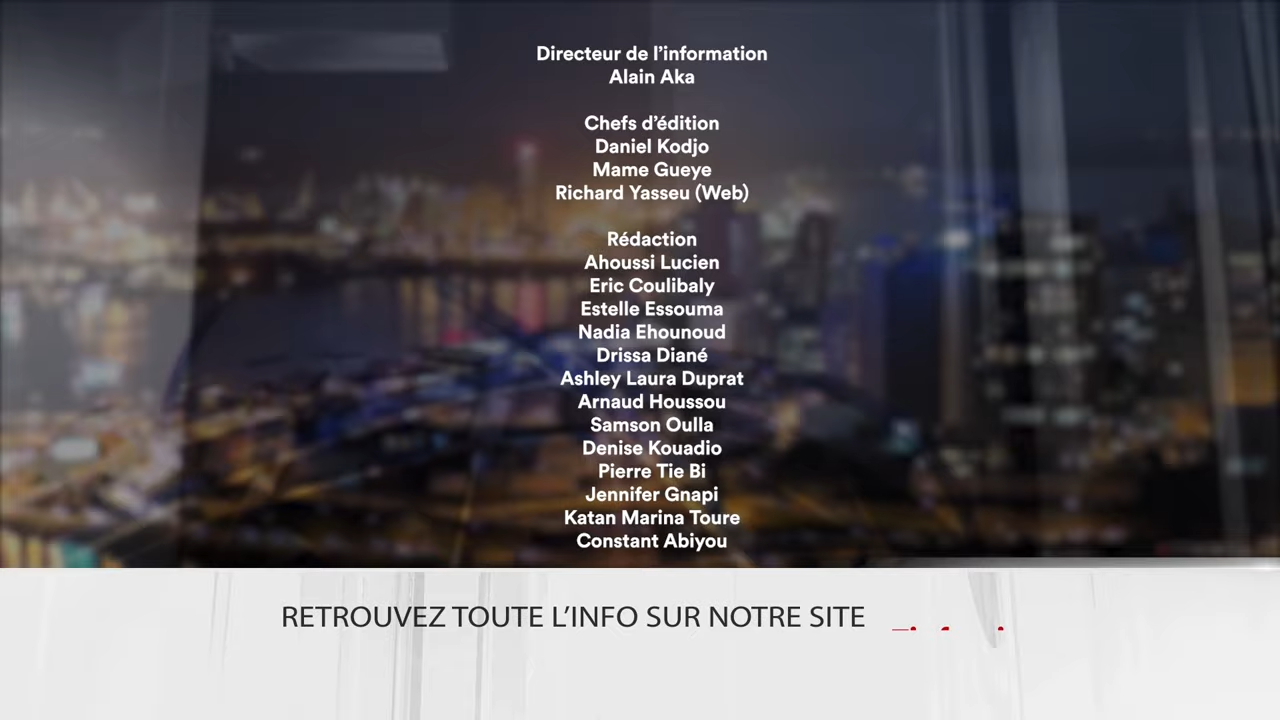 Directeur de l’information
Alain Aka
Chefs d’édition
Daniel Kodjo
Mame Gueye
Richard Yasseu (Web)
Rédaction
Ahoussi Lucien
Eric Coulibaly
Estelle Essouma
Nadia Ehounoud
Drissa Diané
Ashley Laura Duprat
Arnaud Houssou
Samson Oulla
Denise Kouadio
Pierre Tie Bi
Jennifer Gnapi
Katan Marina Toure
Constant Abiyou
RETROUVEZ TOUTE L’INFO SUR NOTRE SITE